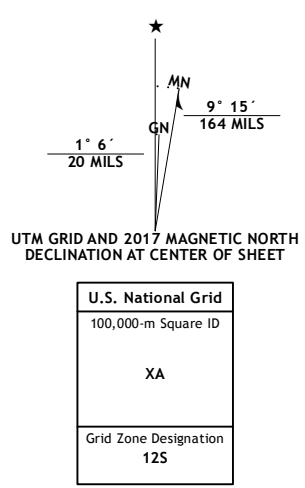 ★
MN
GN
9° 15´
164 MILS
1° 6´
20 MILS
UTM GRID AND 2017 MAGNETIC NORTH
DECLINATION AT CENTER OF SHEET
U.S. National Grid
100,000-m Square ID
XA
Grid Zone Designation
12S